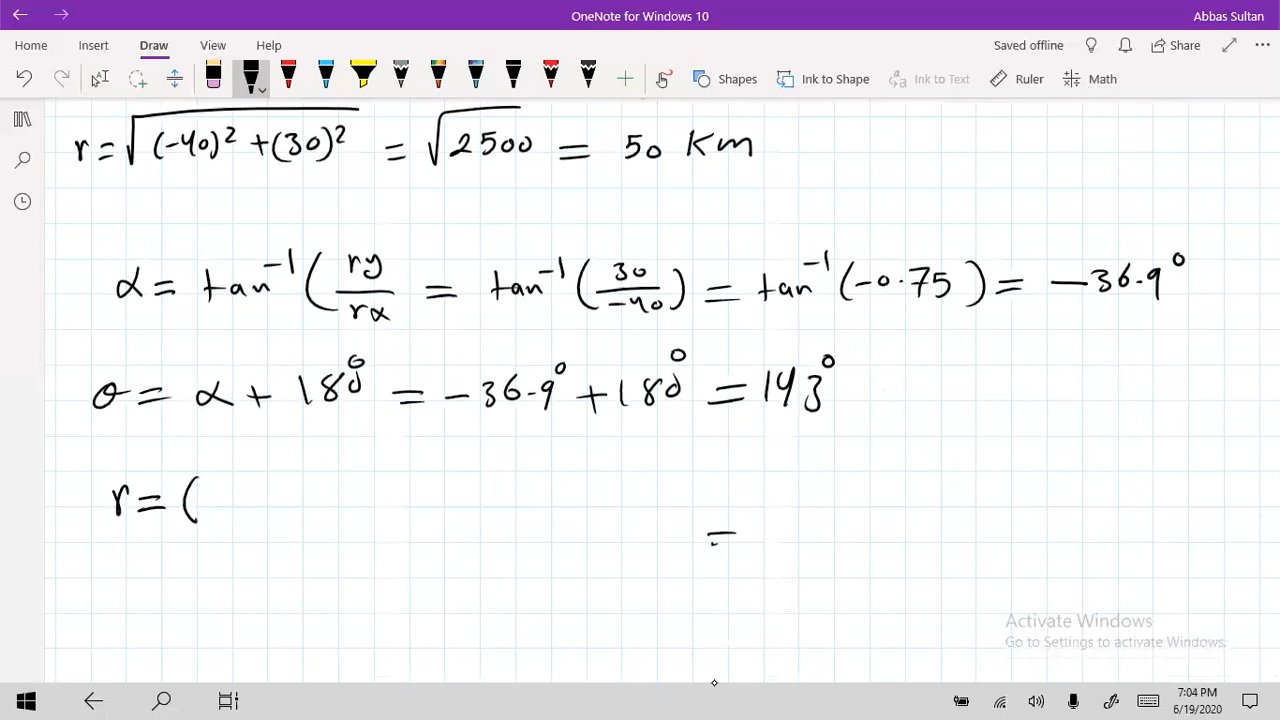 OneNote for Windows 10
Abbas Sultan
Home Insert Draw View Help
Saved offline Share
Shapes Ink to Shape Ink to Text Ruler Math
r = √(-40)² + (30)² = √2500 = 50 Km
α = tan⁻¹ ( ry / rx = tan⁻¹ ( 30 / -40 ) = tan⁻¹ (-0.75) = -36.9°
θ = α + 180° = -36.9° + 180° = 143°
r = (
=
Activate Windows
Go to Settings to activate Windows.
7:04 PM
6/19/2020